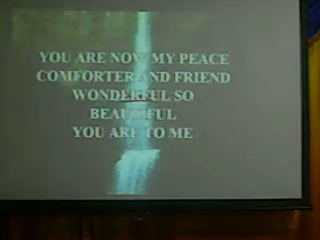 YOU ARE NOW MY PEACE
COMFORTER AND FRIEND
WONDERFUL SO
BEAUTIFUL
YOU ARE TO ME